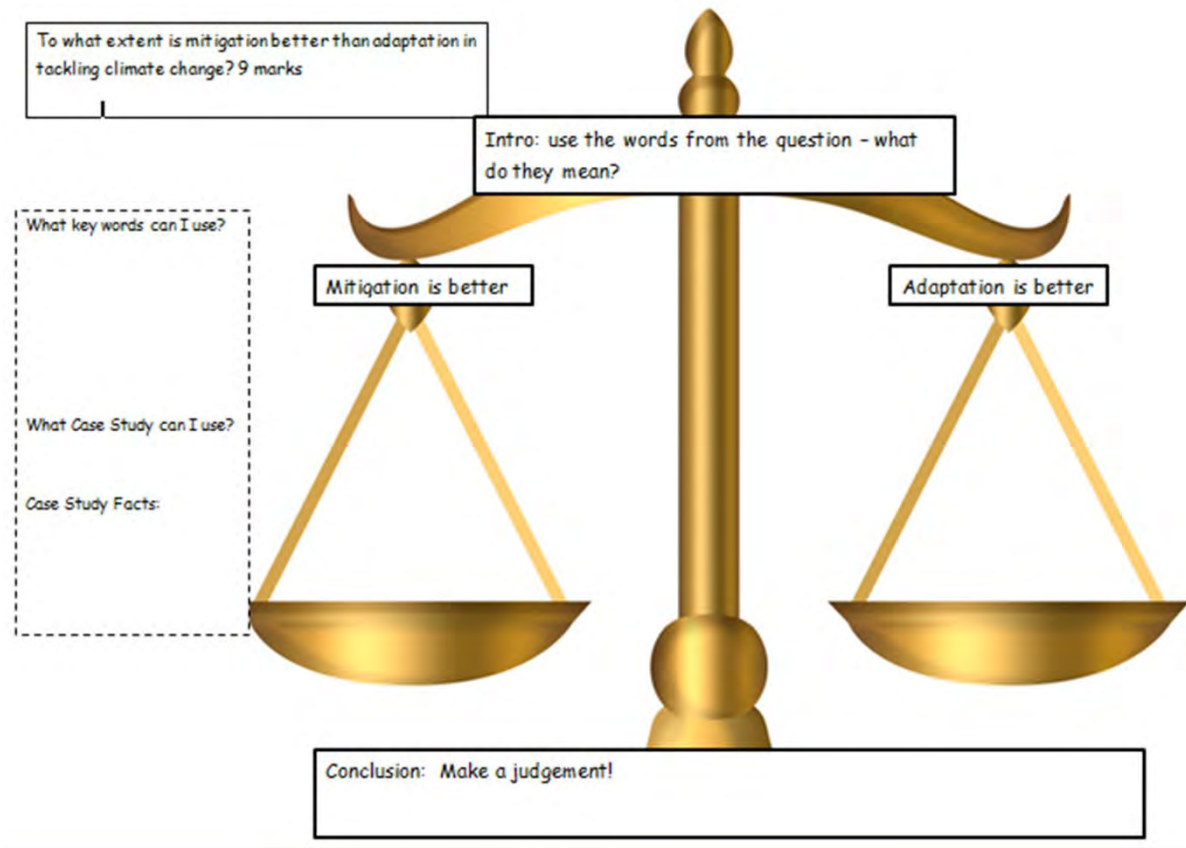 To what extent is mitigation better than adaptation in
tackling climate change? 9 marks
Intro: use the words from the question – what
do they mean?
What key words can I use?
Mitigation is better
Adaptation is better
What Case Study can I use?
Case Study Facts:
Conclusion: Make a judgement!